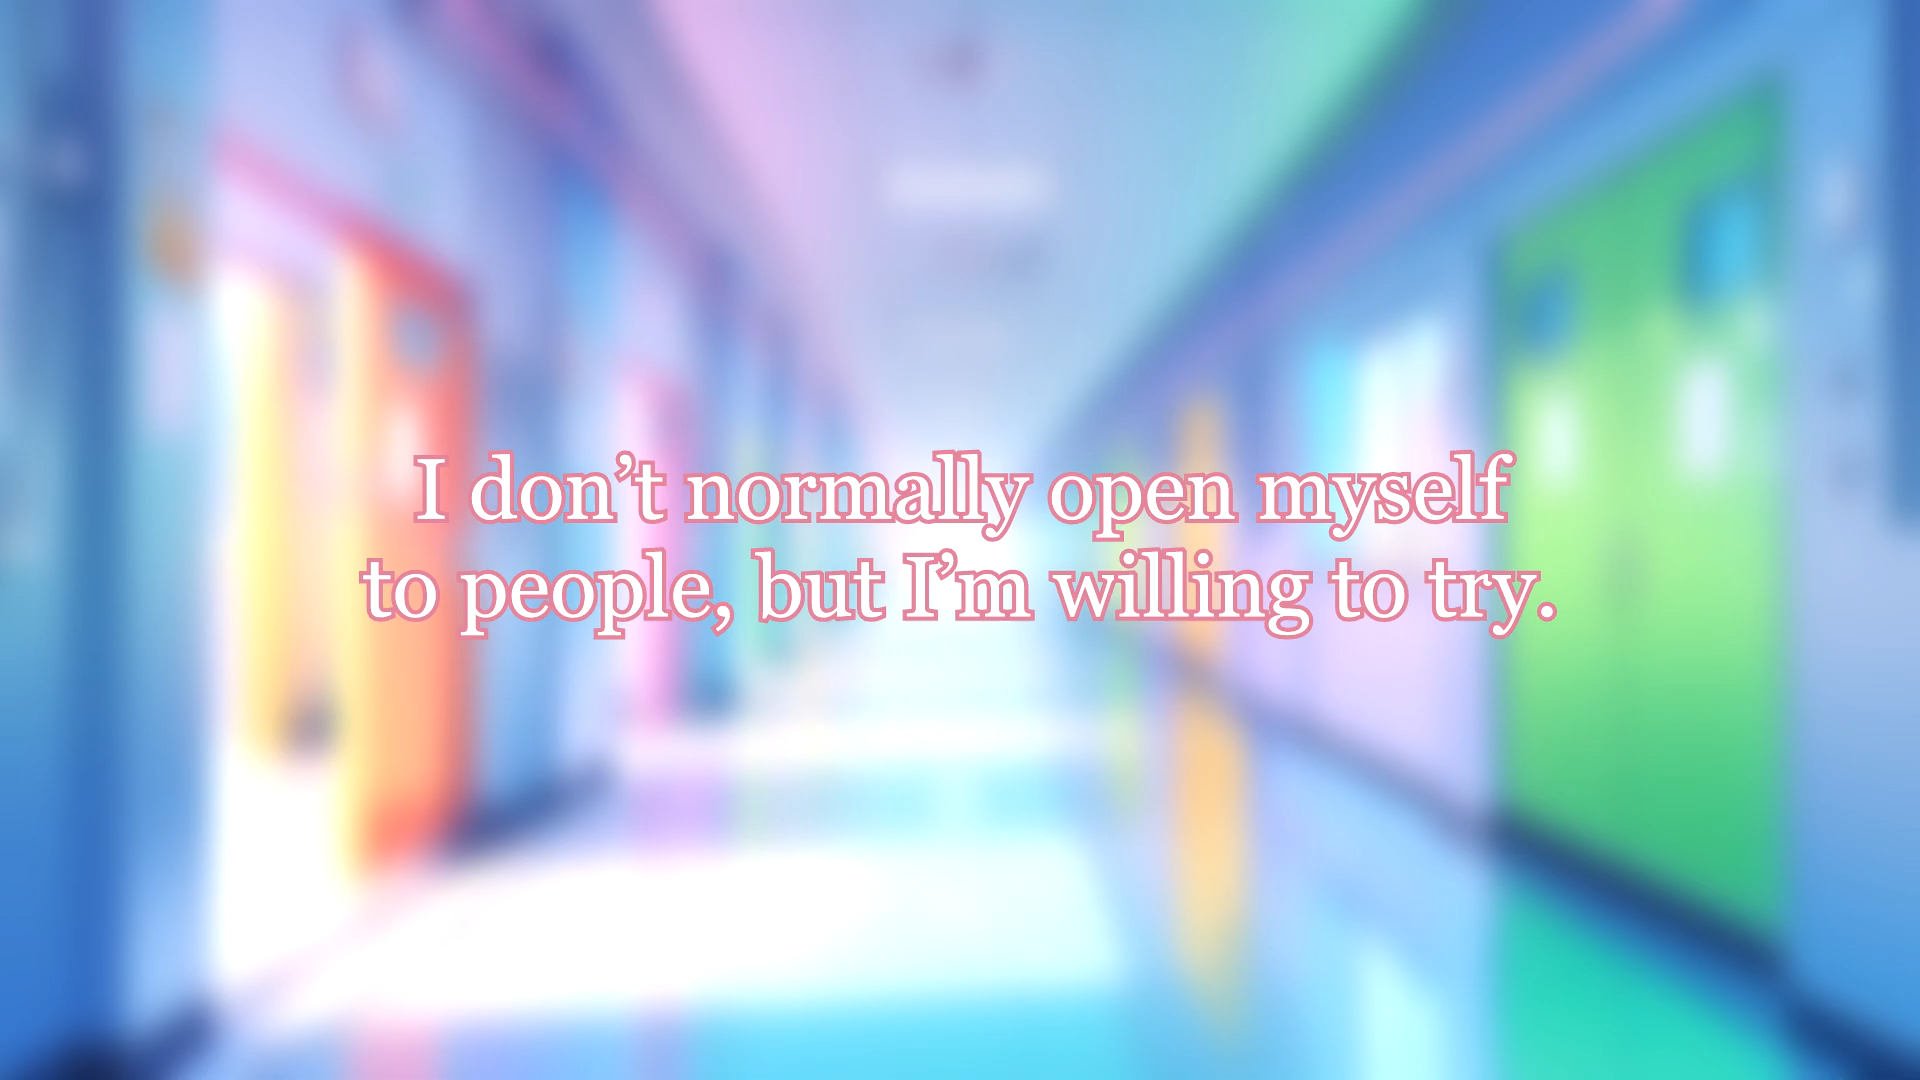 I don’t normally open myself
to people, but I’m willing to try.